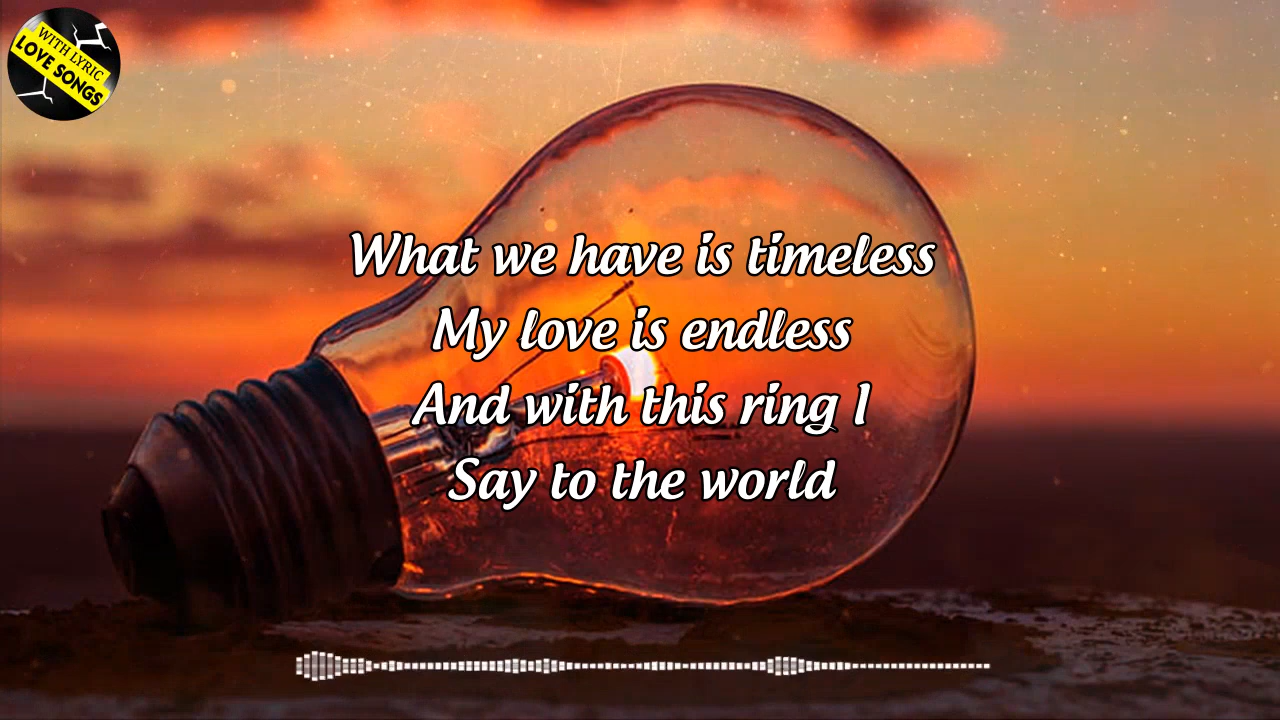 WITH LYRIC
LOVE SONGS
What we have is timeless
My love is endless
And with this ring I
Say to the world